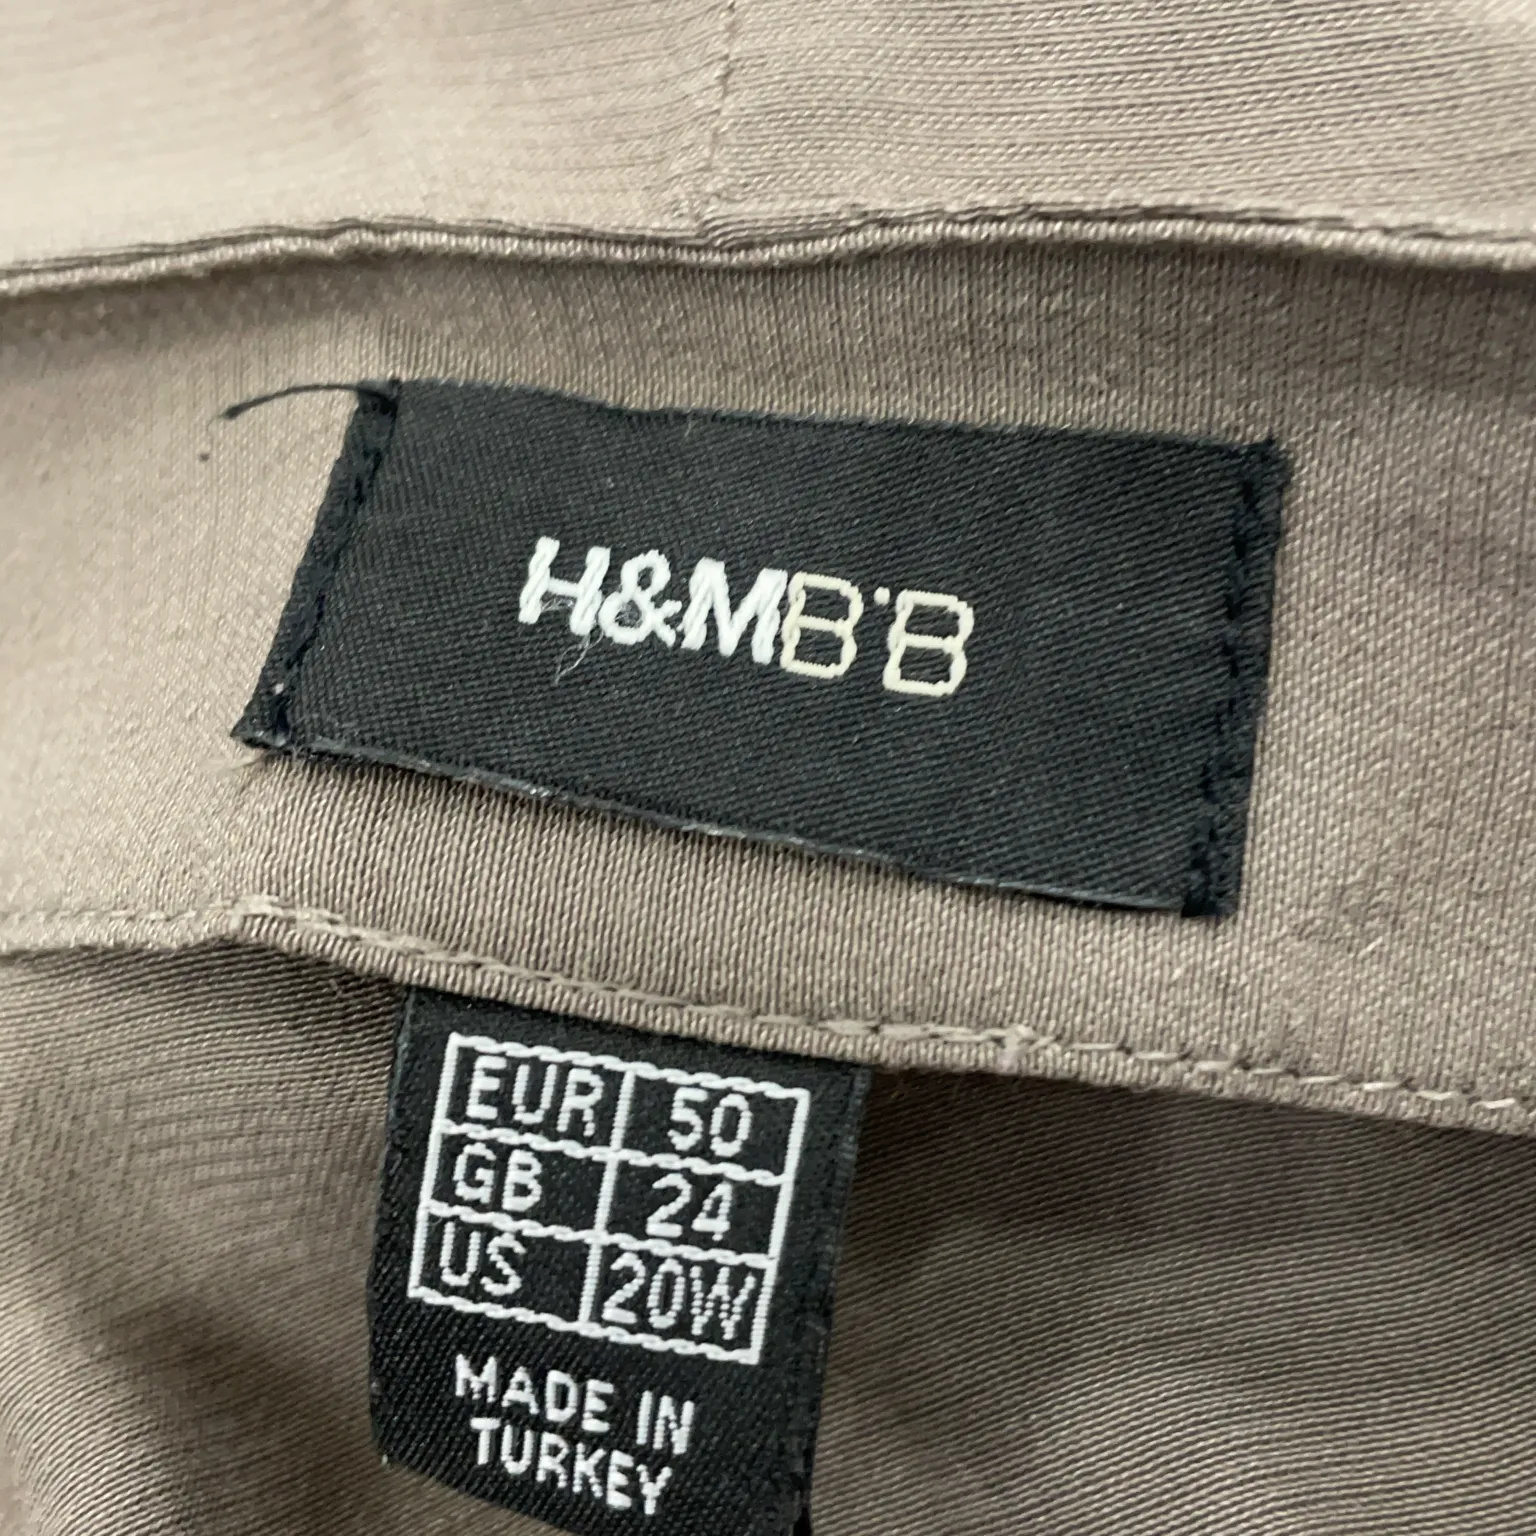 H&MB·B
EUR 50
GB 24
US 20W
MADE IN
TURKEY